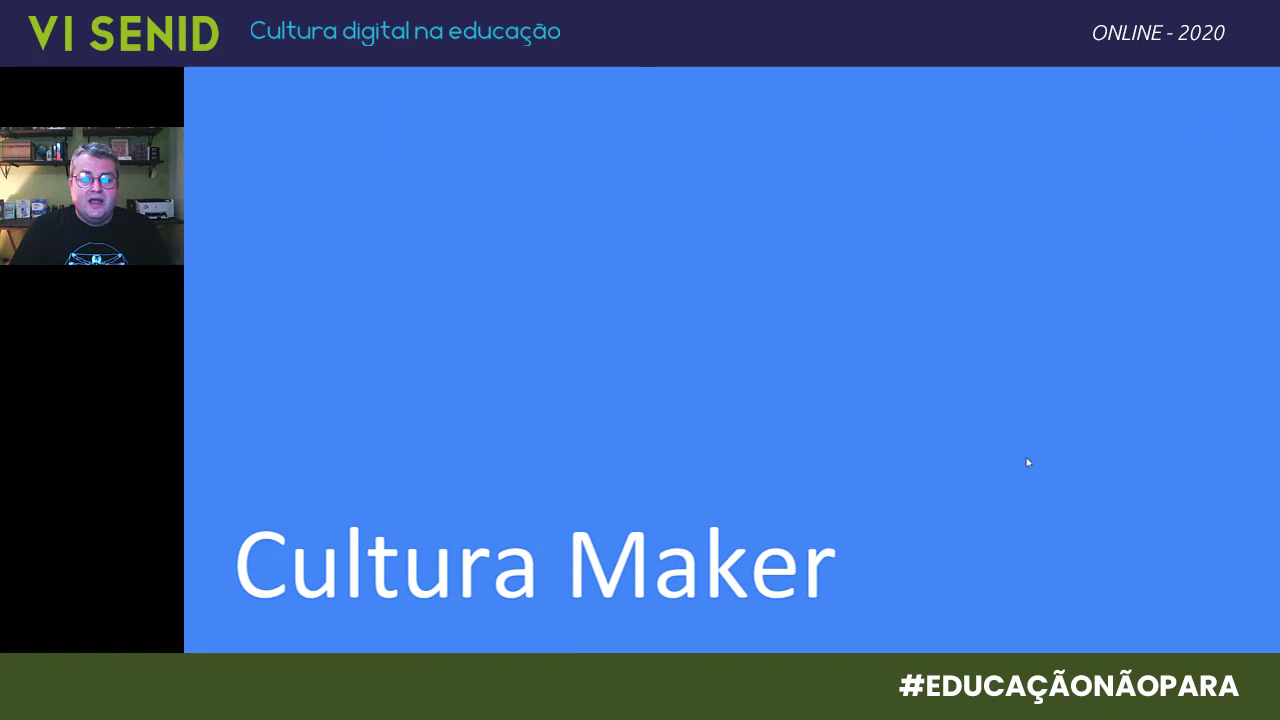 VI SENID
Cultura digital na educação
ONLINE - 2020
Cultura Maker
#EDUCAÇÃONÃOPARA